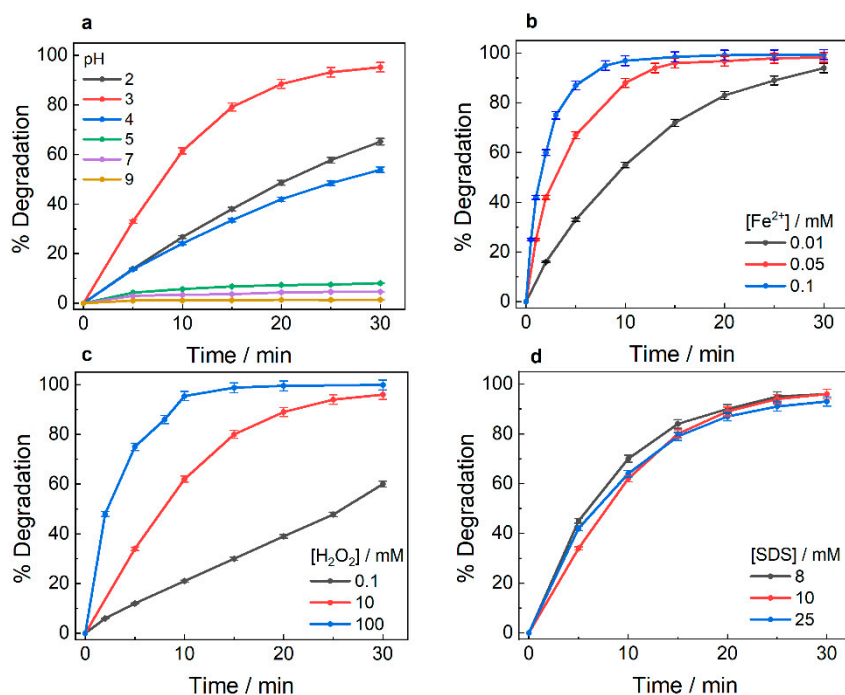 a
pH
2
3
4
5
7
9
% Degradation
100
80
60
40
20
0
0 10 20 30
Time / min
b
[Fe²⁺] / mM
0.01
0.05
0.1
% Degradation
100
80
60
40
20
0
0 10 20 30
Time / min
c
[H₂O₂] / mM
0.1
10
100
% Degradation
100
80
60
40
20
0
0 10 20 30
Time / min
d
[SDS] / mM
8
10
25
% Degradation
100
80
60
40
20
0
0 10 20 30
Time / min